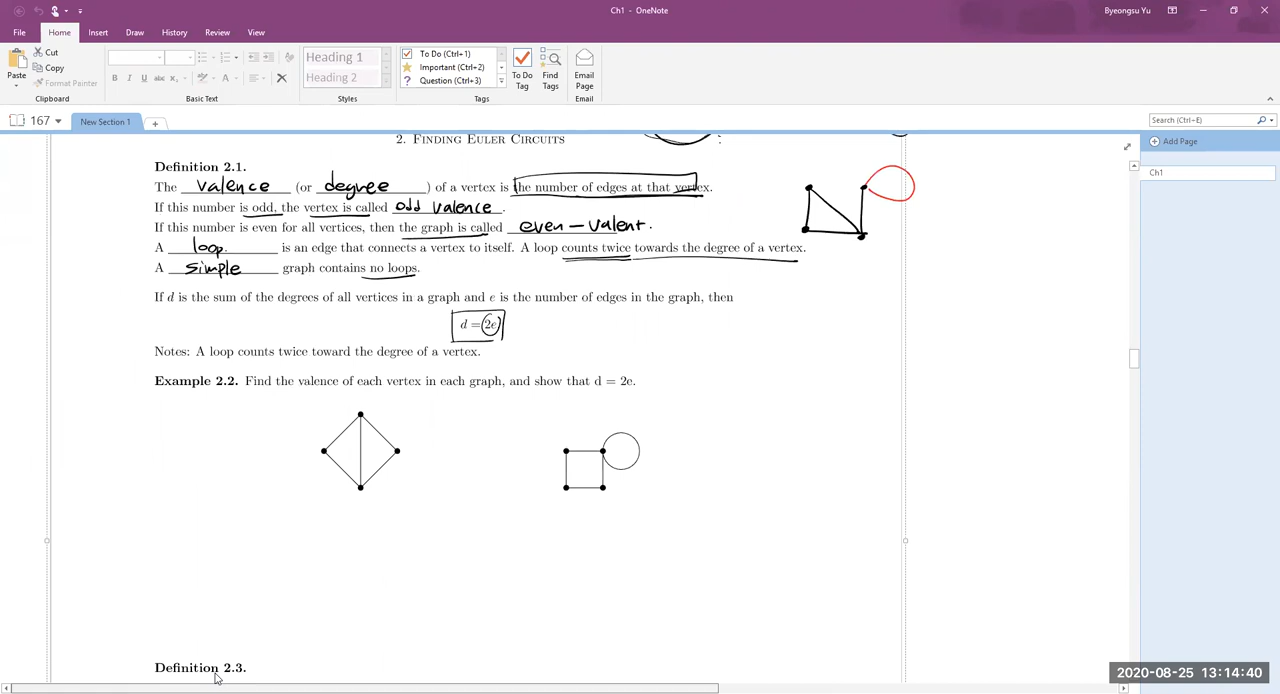 Ch1 - OneNote
Byeongsu Yu
File Home Insert Draw History Review View
Paste
Cut
Copy
Format Painter
Clipboard
B I U abc X₂ A
Basic Text
Heading 1
Heading 2
Styles
To Do (Ctrl+1)
Important (Ctrl+2)
? Question (Ctrl+3)
Tags
To Do Tag
Find Tags
Email Page
Email
167 New Section 1 +
Search (Ctrl+E)
Add Page
Ch1
2. Finding Euler Circuits
Definition 2.1.
The valence (or degree) of a vertex is the number of edges at that vertex.
If this number is odd, the vertex is called odd valence.
If this number is even for all vertices, then the graph is called even-valent.
A loop. is an edge that connects a vertex to itself. A loop counts twice towards the degree of a vertex.
A simple graph contains no loops.
If d is the sum of the degrees of all vertices in a graph and e is the number of edges in the graph, then
d = 2e
Notes: A loop counts twice toward the degree of a vertex.
Example 2.2. Find the valence of each vertex in each graph, and show that d = 2e.
Definition 2.3.
2020-08-25 13:14:40